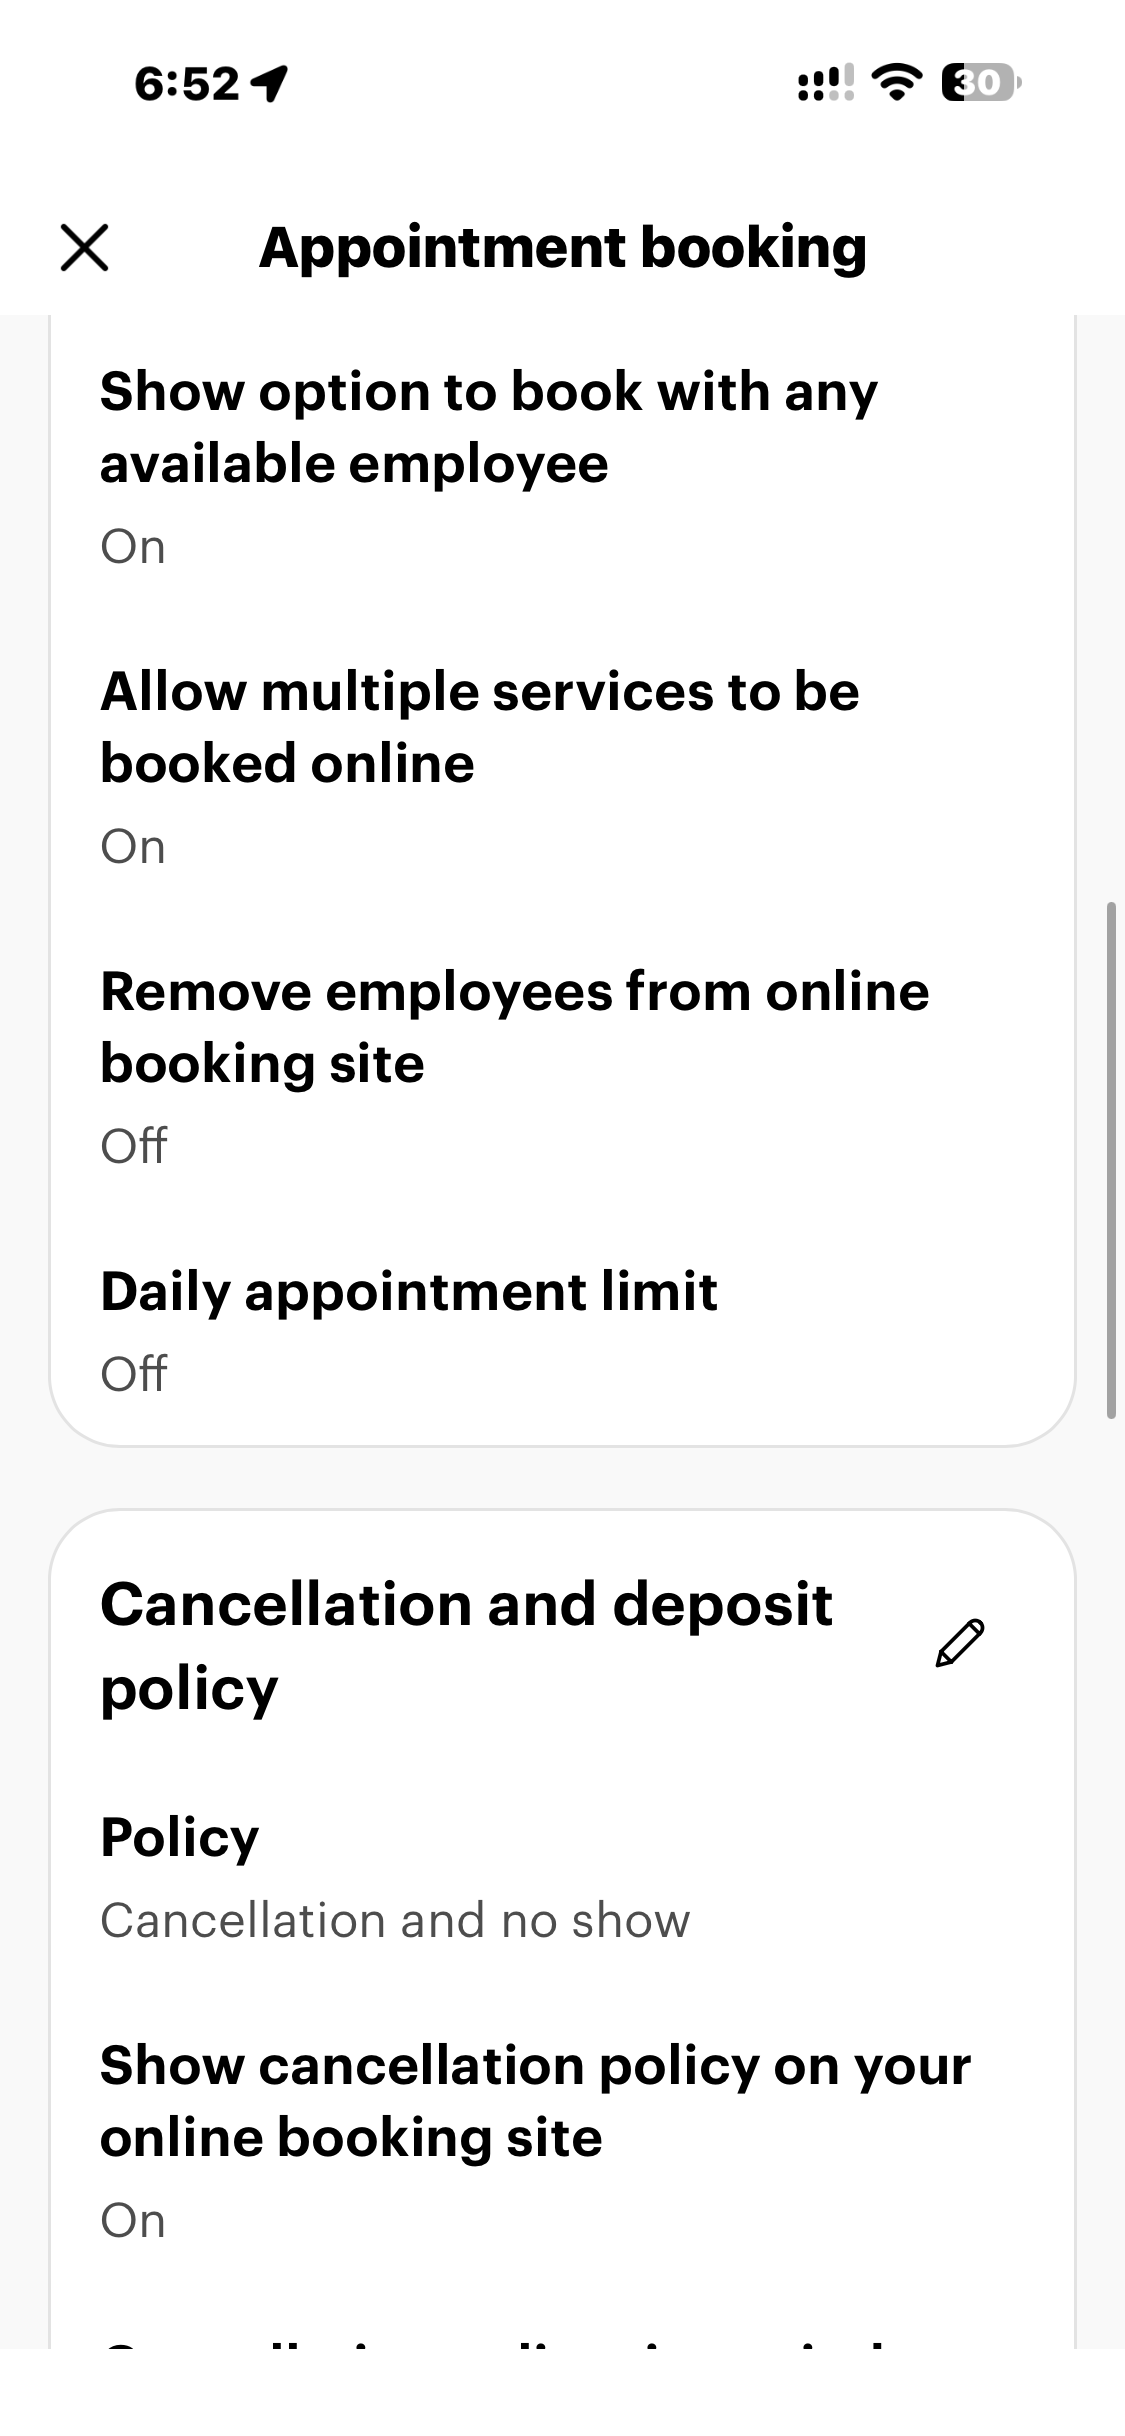 6:52
30
Appointment booking
Show option to book with any
available employee
On
Allow multiple services to be
booked online
On
Remove employees from online
booking site
Off
Daily appointment limit
Off
Cancellation and deposit
policy
Policy
Cancellation and no show
Show cancellation policy on your
online booking site
On